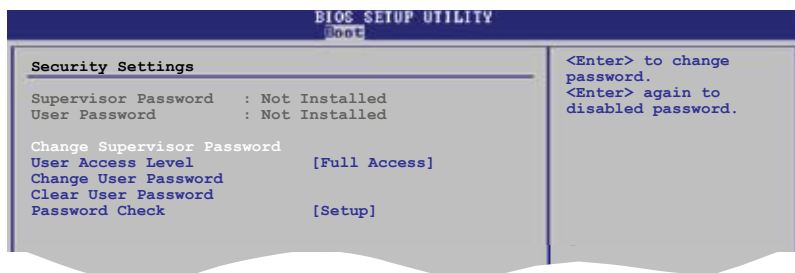 BIOS SETUP UTILITY
Boot
Security Settings
Supervisor Password : Not Installed
User Password : Not Installed
Change Supervisor Password
User Access Level [Full Access]
Change User Password
Clear User Password
Password Check [Setup]
<Enter> to change
password.
<Enter> again to
disabled password.